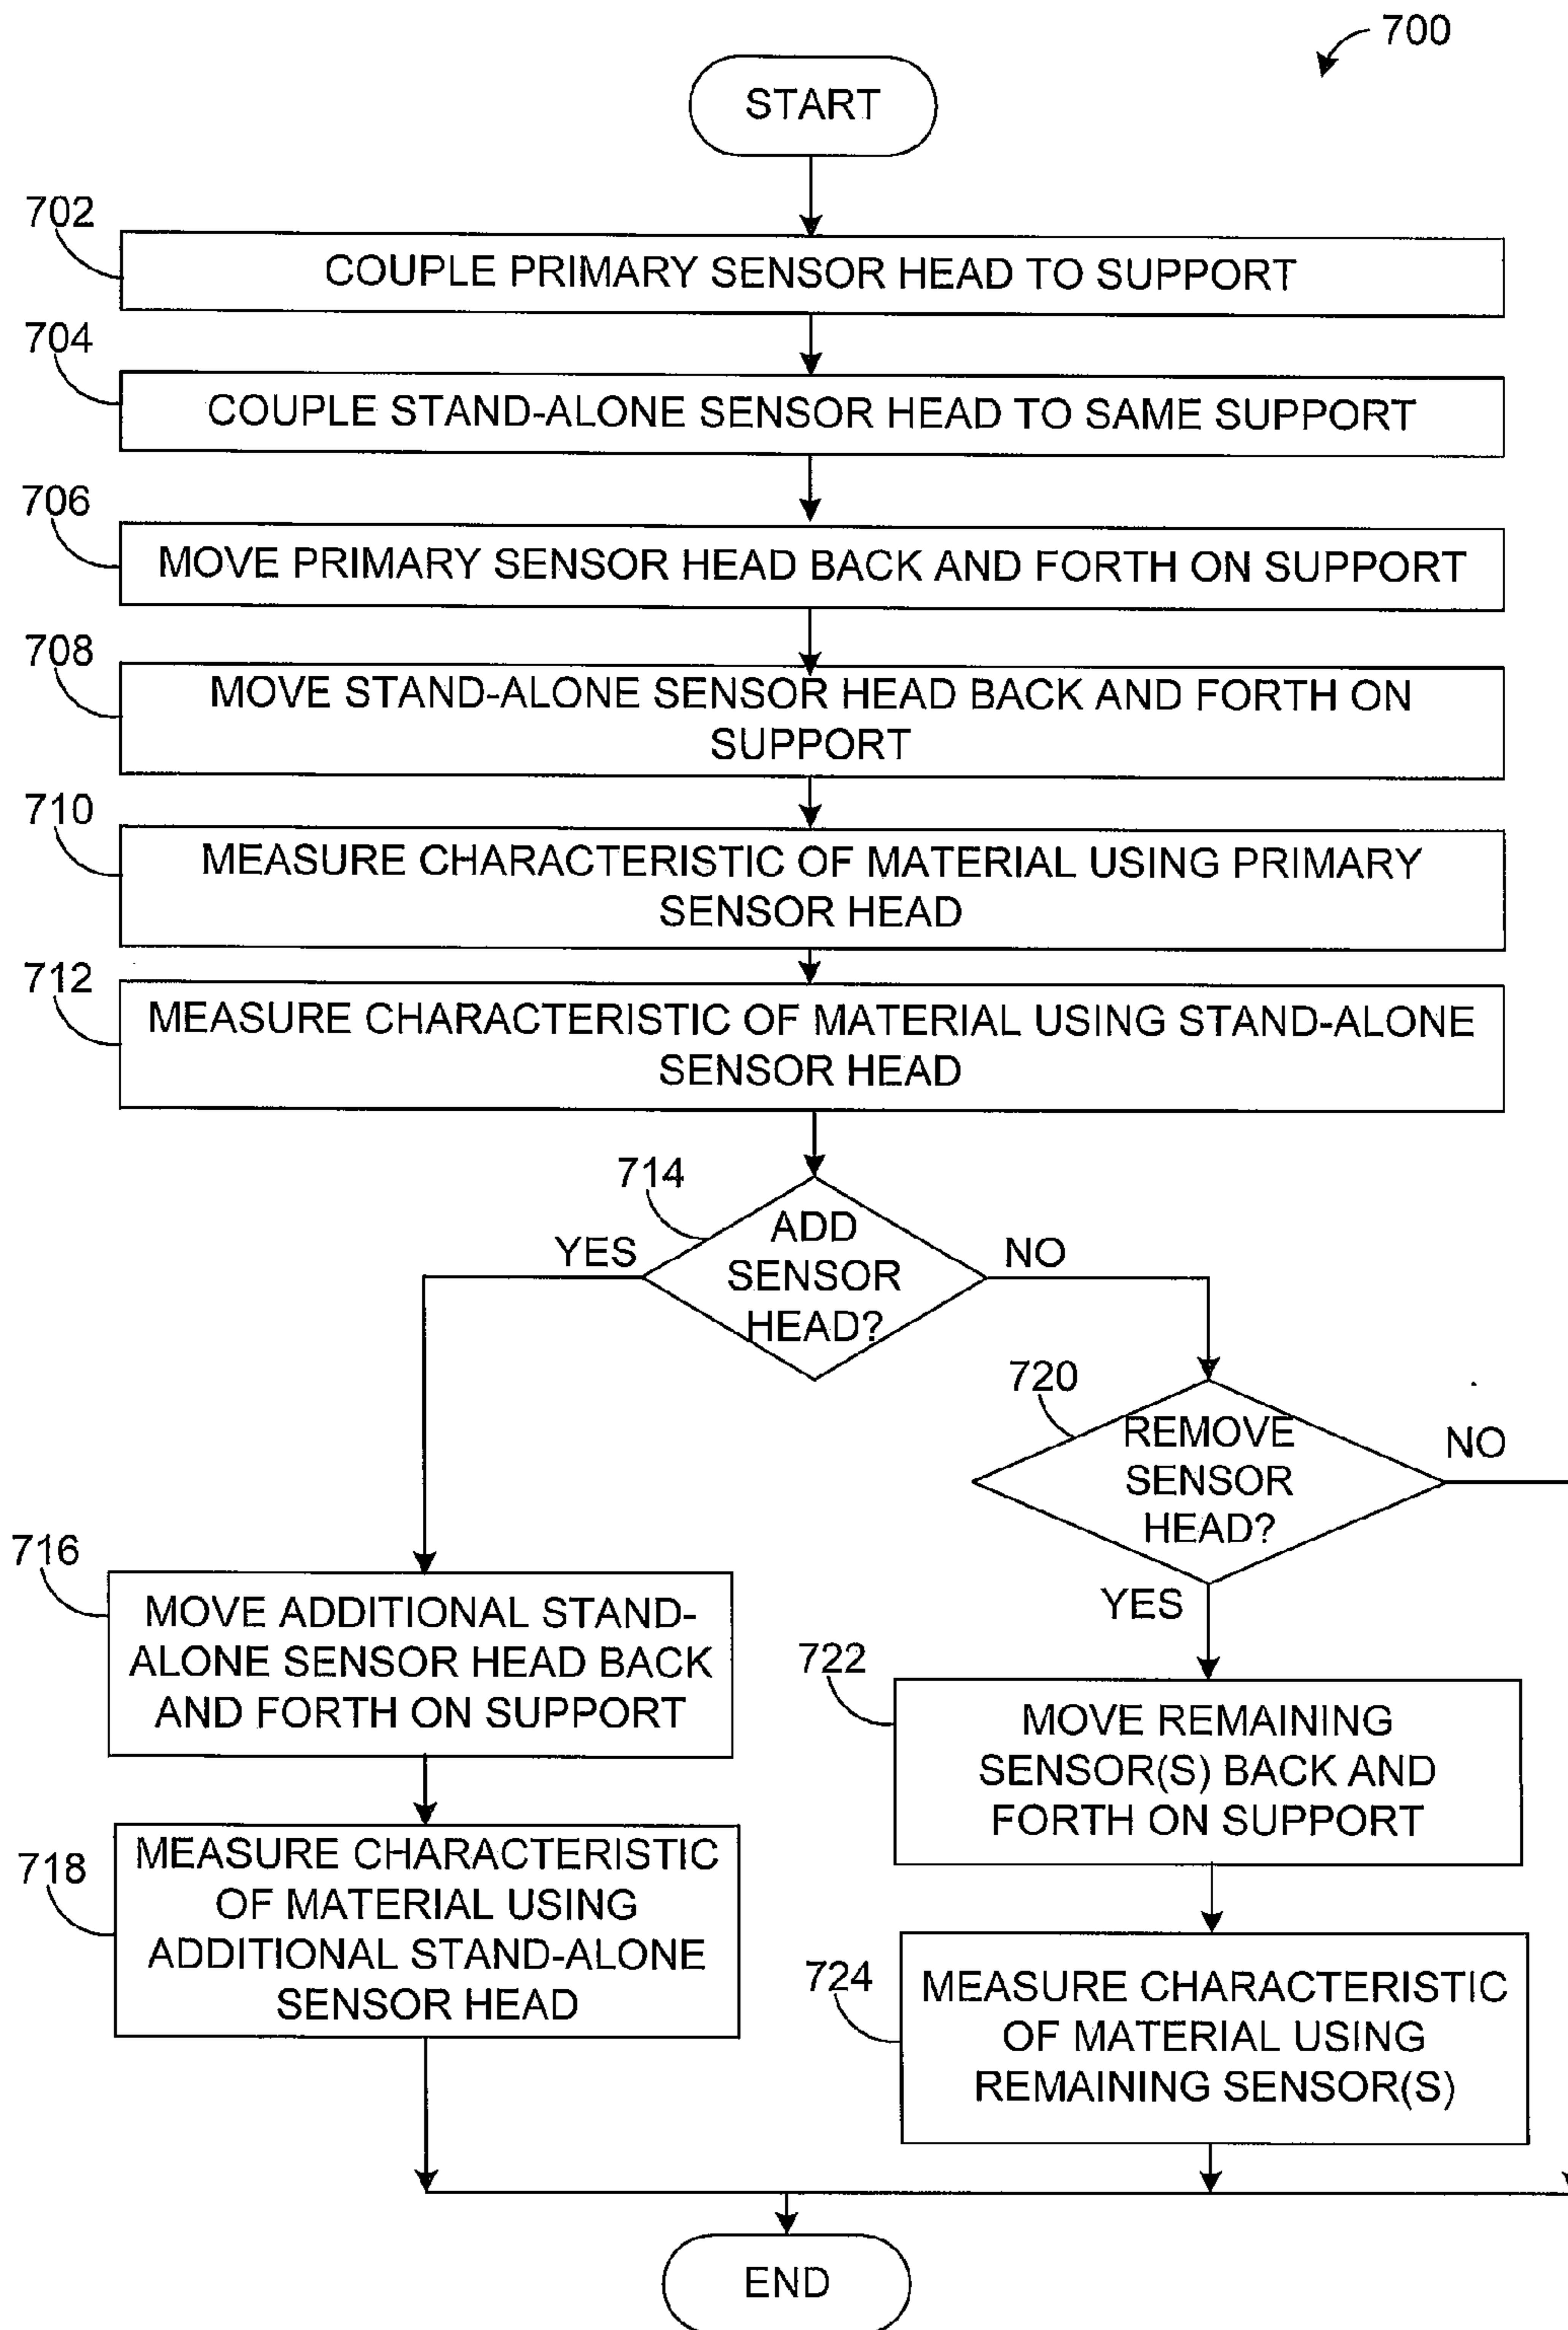 700
START
702
COUPLE PRIMARY SENSOR HEAD TO SUPPORT
704
COUPLE STAND-ALONE SENSOR HEAD TO SAME SUPPORT
706
MOVE PRIMARY SENSOR HEAD BACK AND FORTH ON SUPPORT
708
MOVE STAND-ALONE SENSOR HEAD BACK AND FORTH ON
SUPPORT
710
MEASURE CHARACTERISTIC OF MATERIAL USING PRIMARY
SENSOR HEAD
712
MEASURE CHARACTERISTIC OF MATERIAL USING STAND-ALONE
SENSOR HEAD
714
ADD
SENSOR
HEAD?
YES
NO
720
REMOVE
SENSOR
HEAD?
NO
YES
716
MOVE ADDITIONAL STAND-
ALONE SENSOR HEAD BACK
AND FORTH ON SUPPORT
718
MEASURE CHARACTERISTIC
OF MATERIAL USING
ADDITIONAL STAND-ALONE
SENSOR HEAD
722
MOVE REMAINING
SENSOR(S) BACK AND
FORTH ON SUPPORT
724
MEASURE CHARACTERISTIC
OF MATERIAL USING
REMAINING SENSOR(S)
END